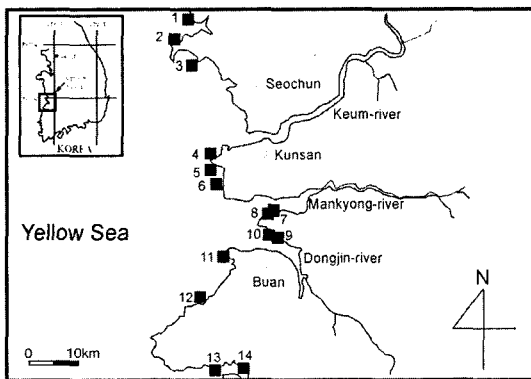 1
2
3
Seochun
Keum-river
KOREA
4
Kunsan
5
6
Mankyong-river
8
7
Yellow Sea
10
9
11
Dongjin-river
Buan
N
12
0 10km
13 14